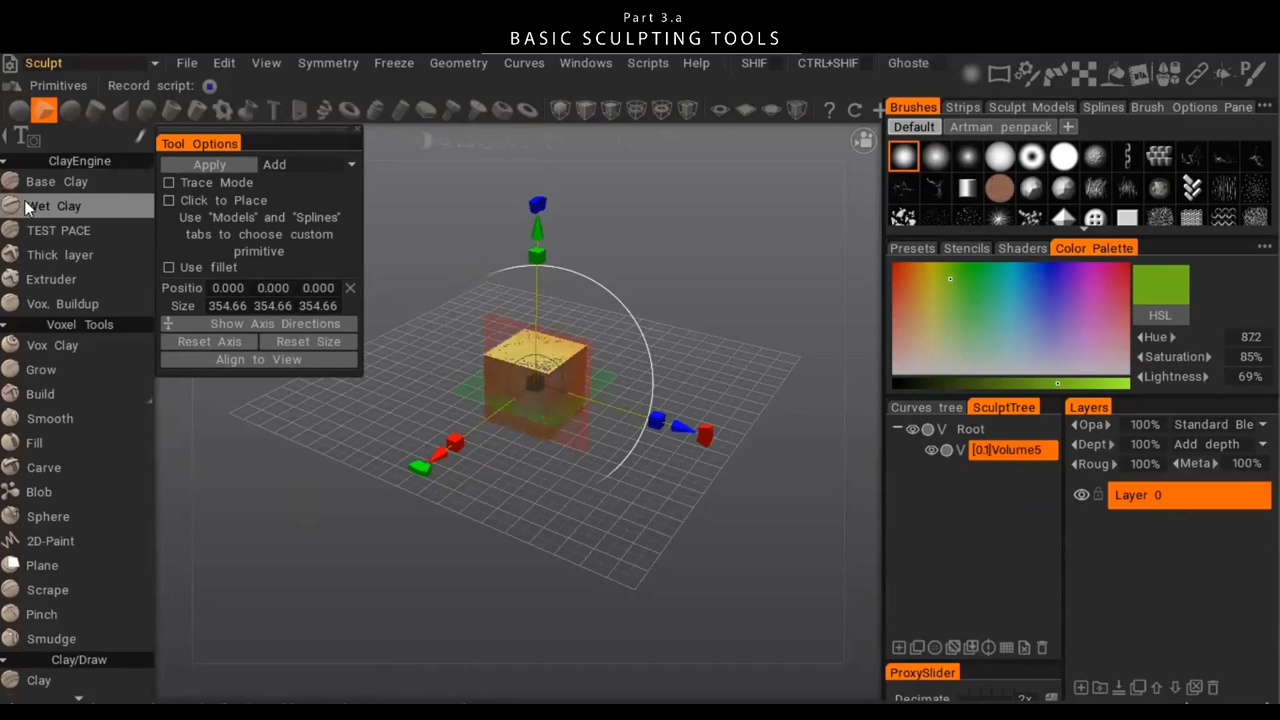 Part 3.a
BASIC SCULPTING TOOLS
Sculpt File Edit View Symmetry Freeze Geometry Curves Windows Scripts Help SHIF CTRL+SHIF Ghoste
Primitives Record script:
Tool Options
Apply Add
Trace Mode
Click to Place
Use "Models" and "Splines"
tabs to choose custom
primitive
Use fillet
Positio 0.000 0.000 0.000
Size 354.66 354.66 354.66
Show Axis Directions
Reset Axis Reset Size
Align to View
ClayEngine
Base Clay
Wet Clay
TEST PACE
Thick layer
Extruder
Vox. Buildup
Voxel Tools
Vox Clay
Grow
Build
Smooth
Fill
Carve
Blob
Sphere
2D-Paint
Plane
Scrape
Pinch
Smudge
Clay/Draw
Clay
Brushes Strips Sculpt Models Splines Brush Options Pane
Default Artman penpack
Presets Stencils Shaders Color Palette
HSL
Hue 87.2
Saturation 85%
Lightness 69%
Curves tree SculptTree
Root
V [0.1]Volume5
Layers
Opa 100% Standard Ble
Dept 100% Add depth
Roug 100% Meta 100%
Layer 0
ProxySlider
Decimate 2x